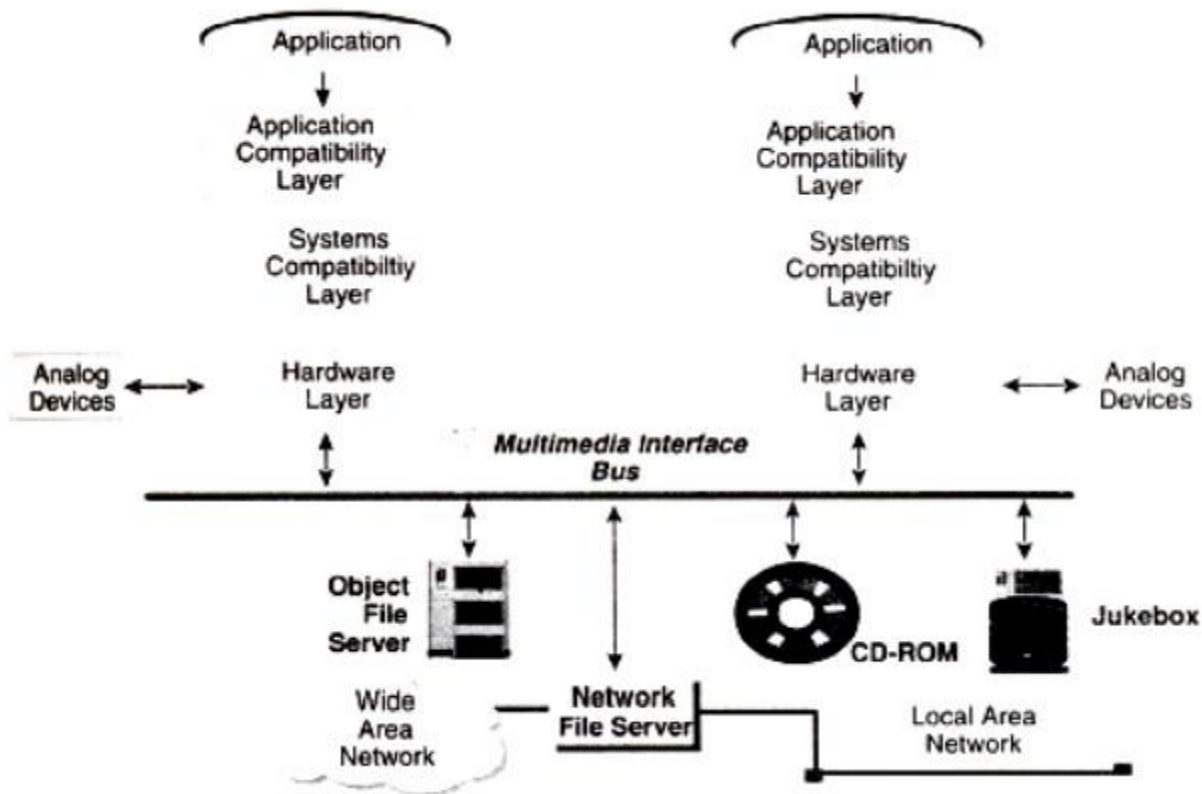 Application
Application
Application
Compatibility
Layer
Application
Compatibility
Layer
Systems
Compatibiltiy
Layer
Systems
Compatibiltiy
Layer
Analog
Devices
Hardware
Layer
Hardware
Layer
Analog
Devices
Multimedia Interface
Bus
Object
File
Server
CD-ROM
Jukebox
Wide
Area
Network
Network
File Server
Local Area
Network